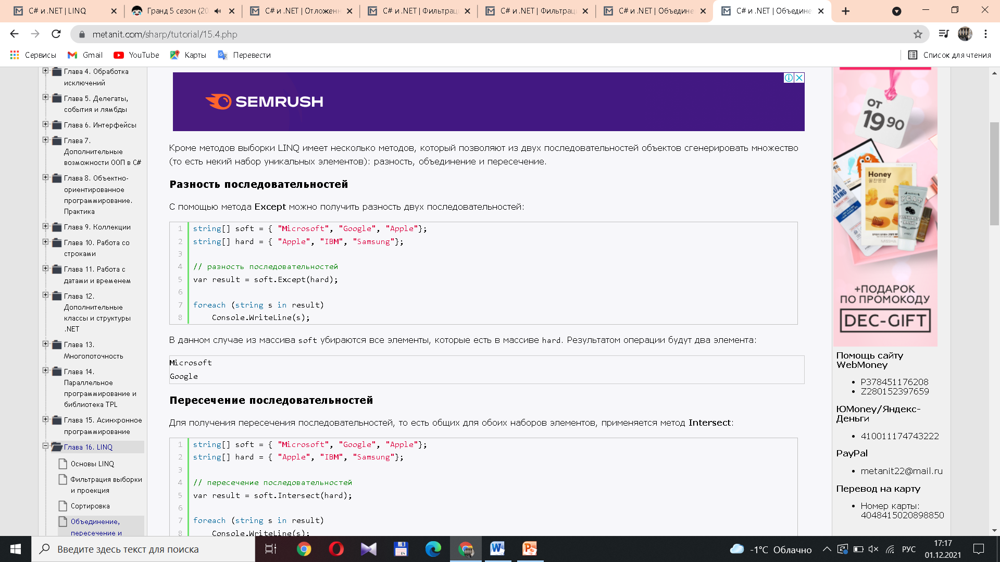 C# и .NET | LINQ
Гранд 5 сезон (20
C# и .NET | Отложенн
C# и .NET | Фильтраци
C# и .NET | Фильтраци
C# и .NET | Объедине
C# и .NET | Объедине
metanit.com/sharp/tutorial/15.4.php
Сервисы
Gmail
YouTube
Карты
Перевести
Список для чтения
Глава 4. Обработка
исключений
Глава 5. Делегаты,
события и лямбды
Глава 6. Интерфейсы
Глава 7.
Дополнительные
возможности ООП в C#
Глава 8. Объектно-
ориентированное
программирование.
Практика
Глава 9. Коллекции
Глава 10. Работа со
строками
Глава 11. Работа с
датами и временем
Глава 12.
Дополнительные
классы и структуры
.NET
Глава 13.
Многопоточность
Глава 14.
Параллельное
программирование и
библиотека TPL
Глава 15. Асинхронное
программирование
Глава 16. LINQ
Основы LINQ
Фильтрация выборки
и проекция
Сортировка
Объединение,
пересечение и
SEMRUSH
Кроме методов выборки LINQ имеет несколько методов, который позволяют из двух последовательностей объектов сгенерировать множество
(то есть некий набор уникальных элементов): разность, объединение и пересечение.
Разность последовательностей
С помощью метода Except можно получить разность двух последовательностей:
1 string[] soft = { "Microsoft", "Google", "Apple"};
2 string[] hard = { "Apple", "IBM", "Samsung"};
3
4 // разность последовательностей
5 var result = soft.Except(hard);
6
7 foreach (string s in result)
8     Console.WriteLine(s);
В данном случае из массива soft убираются все элементы, которые есть в массиве hard. Результатом операции будут два элемента:
Microsoft
Google
Пересечение последовательностей
Для получения пересечения последовательностей, то есть общих для обоих наборов элементов, применяется метод Intersect:
1 string[] soft = { "Microsoft", "Google", "Apple"};
2 string[] hard = { "Apple", "IBM", "Samsung"};
3
4 // пересечение последовательностей
5 var result = soft.Intersect(hard);
6
7 foreach (string s in result)
8     Console.WriteLine(s);
ОТ
19 90
Honey
MISSHA
+ПОДАРОК
ПО ПРОМОКОДУ
DEC-GIFT
Помощь сайту
WebMoney
P378451176208
Z280152397659
ЮMoney/Яндекс-
Деньги
410011174743222
PayPal
metanit22@mail.ru
Перевод на карту
Номер карты:
4048415020898850
Введите здесь текст для поиска
-1°C Облачно
РУС
17:17
01.12.2021